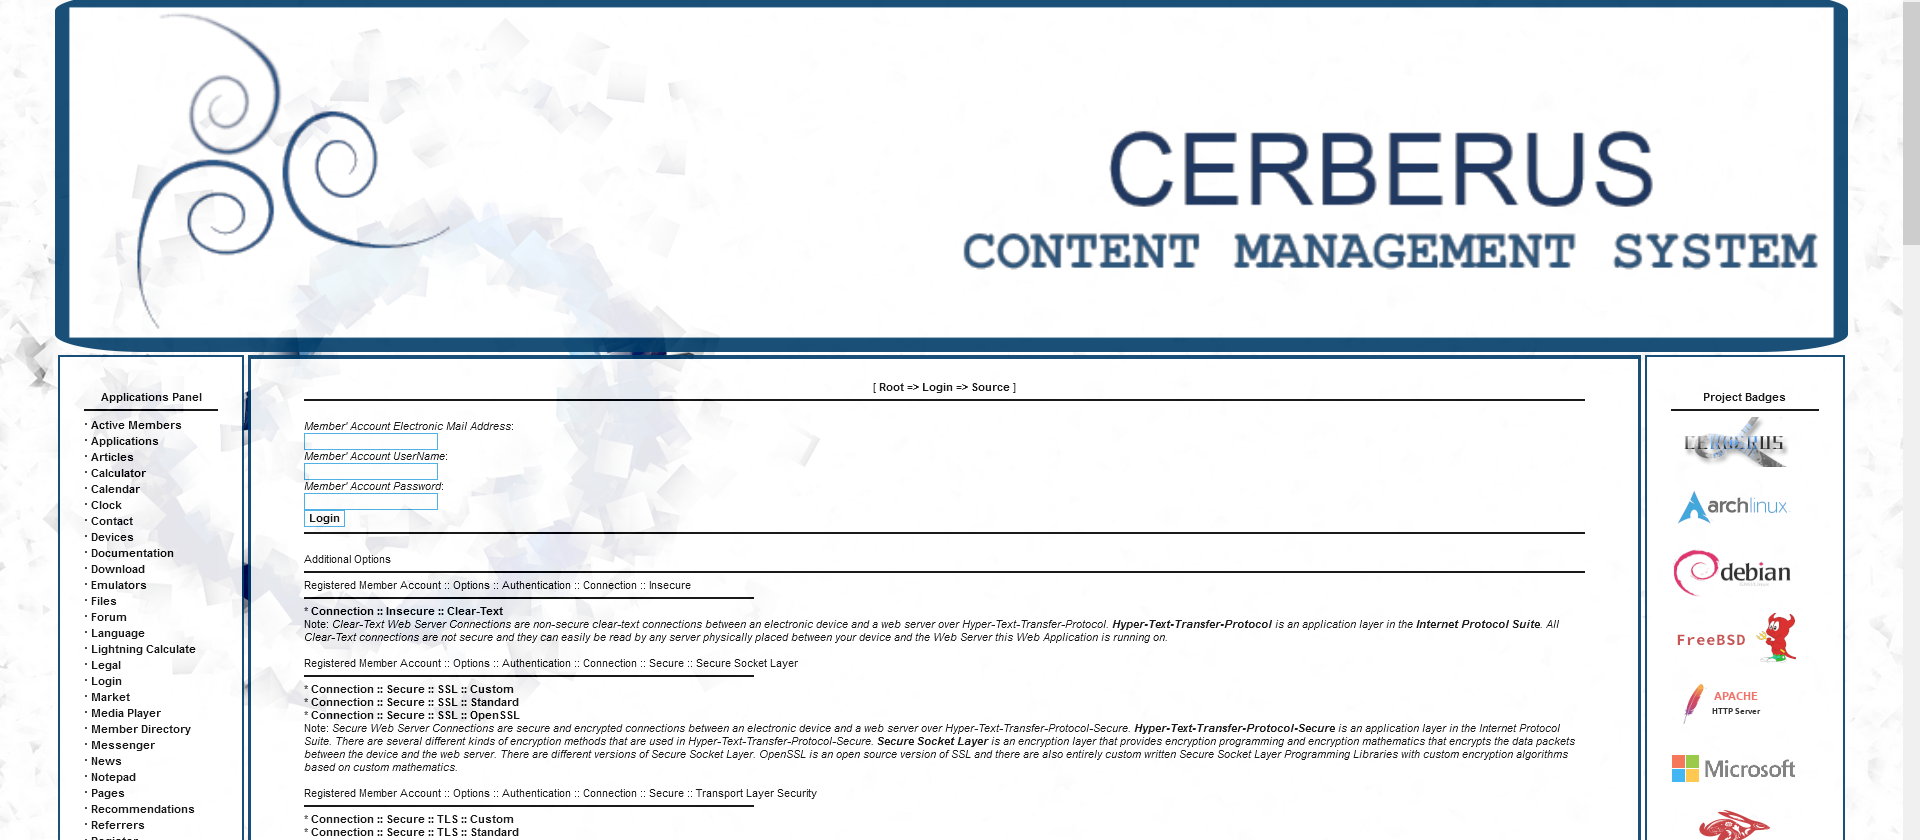 CERBERUS
CONTENT MANAGEMENT SYSTEM
Applications Panel
· Active Members
· Applications
· Articles
· Calculator
· Calendar
· Clock
· Contact
· Devices
· Documentation
· Download
· Emulators
· Files
· Forum
· Language
· Lightning Calculate
· Legal
· Login
· Market
· Media Player
· Member Directory
· Messenger
· News
· Notepad
· Pages
· Recommendations
· Referrers
· Register
[ Root => Login => Source ]
Member' Account Electronic Mail Address:
Member' Account UserName:
Member' Account Password:
Login
Additional Options
Registered Member Account :: Options :: Authentication :: Connection :: Insecure
* Connection :: Insecure :: Clear-Text
Note: Clear-Text Web Server Connections are non-secure clear-text connections between an electronic device and a web server over Hyper-Text-Transfer-Protocol. Hyper-Text-Transfer-Protocol is an application layer in the Internet Protocol Suite. All
Clear-Text connections are not secure and they can easily be read by any server physically placed between your device and the Web Server this Web Application is running on.
Registered Member Account :: Options :: Authentication :: Connection :: Secure :: Secure Socket Layer
* Connection :: Secure :: SSL :: Custom
* Connection :: Secure :: SSL :: Standard
* Connection :: Secure :: SSL :: OpenSSL
Note: Secure Web Server Connections are secure and encrypted connections between an electronic device and a web server over Hyper-Text-Transfer-Protocol-Secure. Hyper-Text-Transfer-Protocol-Secure is an application layer in the Internet Protocol
Suite. There are several different kinds of encryption methods that are used in Hyper-Text-Transfer-Protocol-Secure. Secure Socket Layer is an encryption layer that provides encryption programming and encryption mathematics that encrypts the data packets
between the device and the web server. There are different versions of Secure Socket Layer. OpenSSL is an open source version of SSL and there are also entirely custom written Secure Socket Layer Programming Libraries with custom encryption algorithms
based on custom mathematics.
Registered Member Account :: Options :: Authentication :: Connection :: Secure :: Transport Layer Security
* Connection :: Secure :: TLS :: Custom
* Connection :: Secure :: TLS :: Standard
Project Badges
CERBERUS
archlinux
debian
FreeBSD
APACHE
HTTP Server
Microsoft